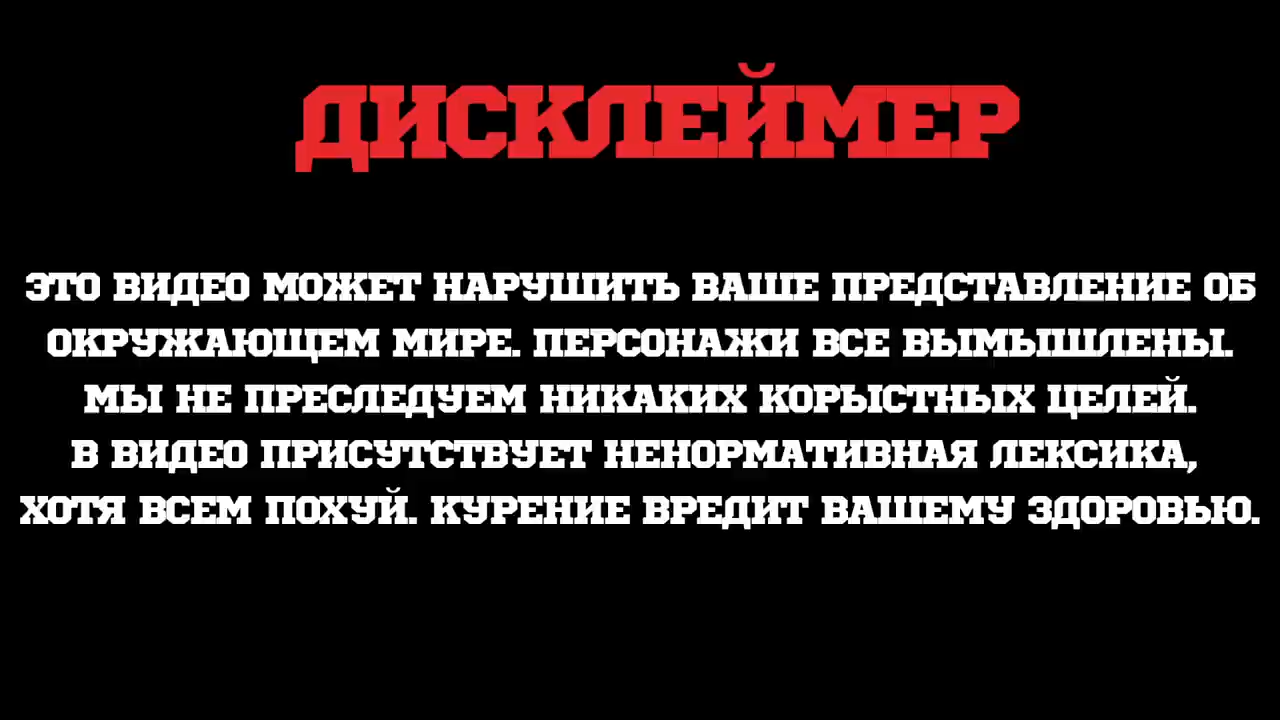 ДИСКЛЕЙМЕР
ЭТО ВИДЕО МОЖЕТ НАРУШИТЬ ВАШЕ ПРЕДСТАВЛЕНИЕ ОБ
ОКРУЖАЮЩЕМ МИРЕ. ПЕРСОНАЖИ ВСЕ ВЫМЫШЛЕНЫ.
МЫ НЕ ПРЕСЛЕДУЕМ НИКАКИХ КОРЫСТНЫХ ЦЕЛЕЙ.
В ВИДЕО ПРИСУТСТВУЕТ НЕНОРМАТИВНАЯ ЛЕКСИКА,
ХОТЯ ВСЕМ ПОХУЙ. КУРЕНИЕ ВРЕДИТ ВАШЕМУ ЗДОРОВЬЮ.